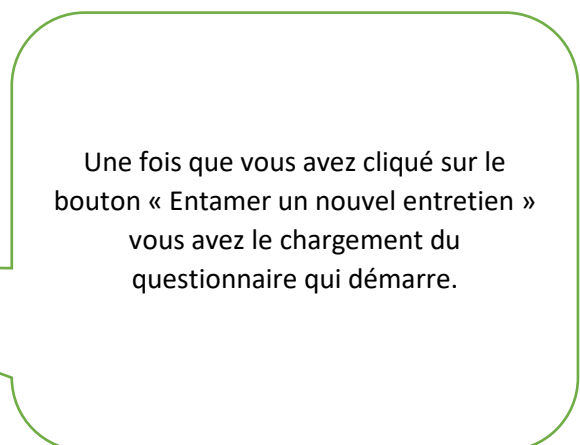 Une fois que vous avez cliqué sur le
bouton « Entamer un nouvel entretien »
vous avez le chargement du
questionnaire qui démarre.